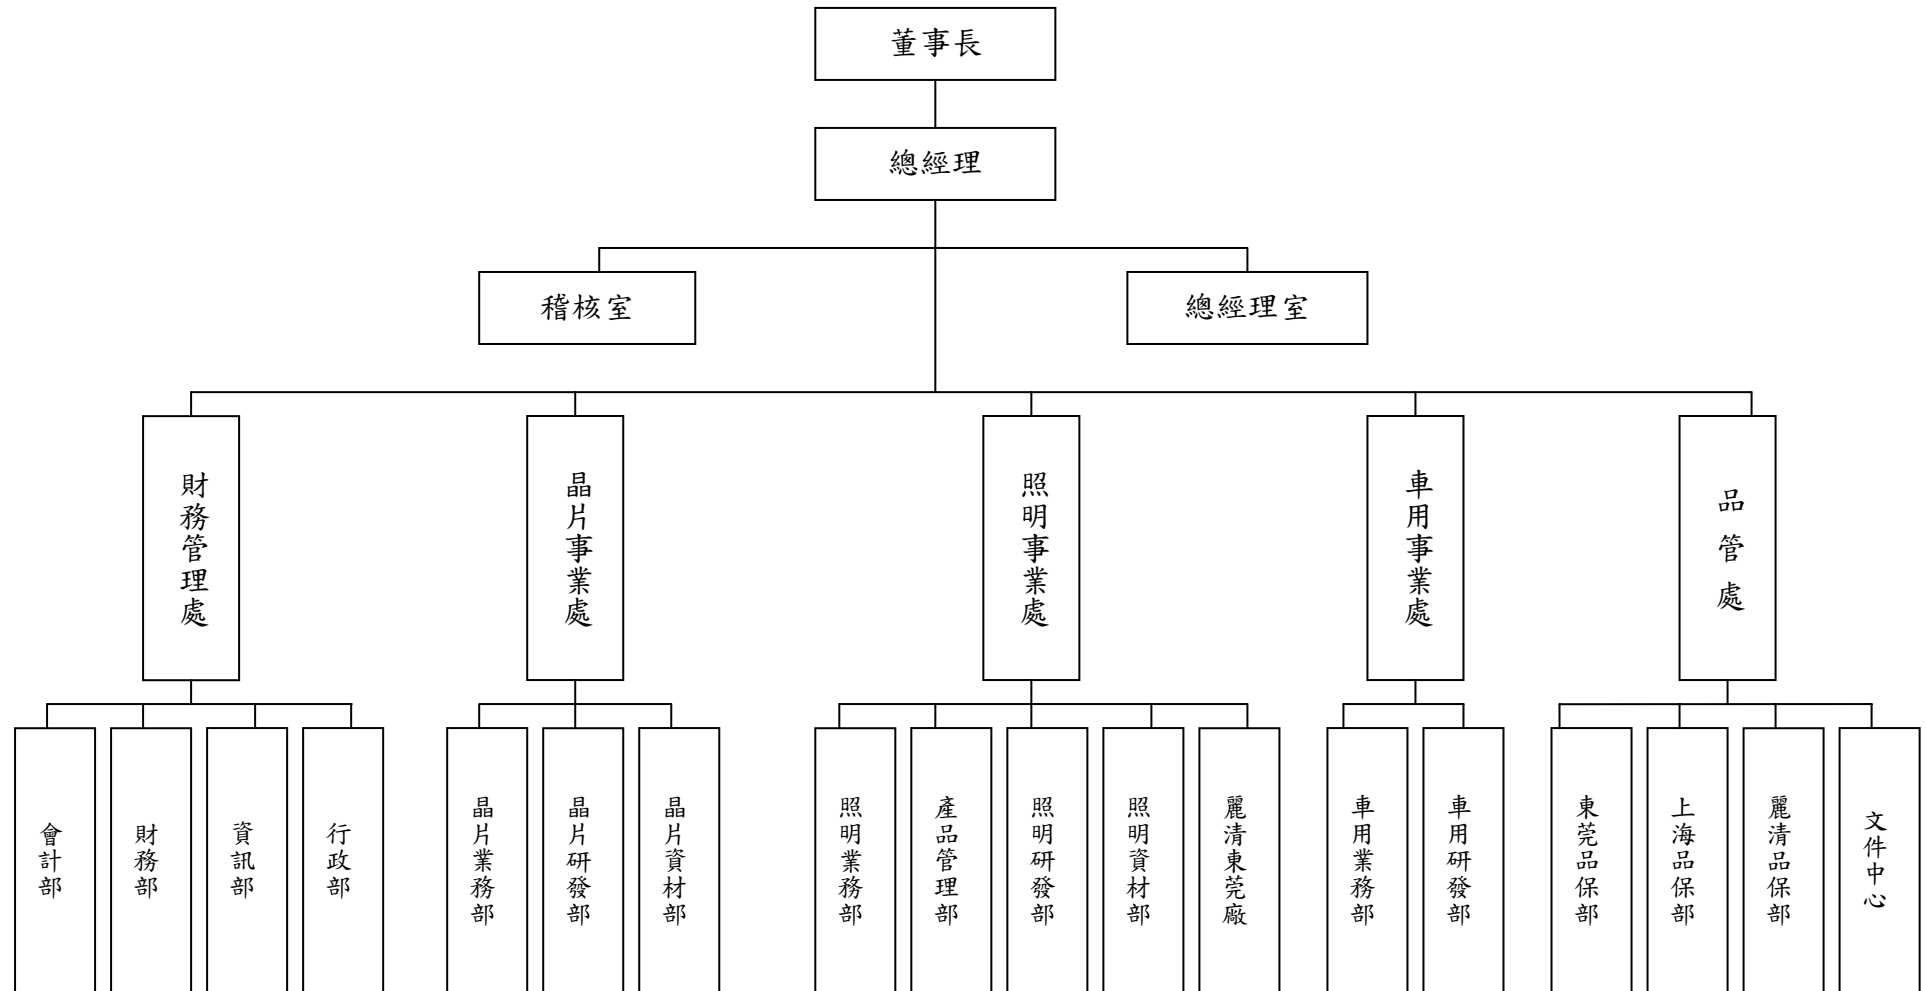 董事長
總經理
稽核室
總經理室
財務管理處
晶片事業處
照明事業處
車用事業處
品管處
會計部
財務部
資訊部
行政部
晶片業務部
晶片研發部
晶片資材部
照明業務部
產品管理部
照明研發部
照明資材部
麗清東莞廠
車用業務部
車用研發部
東莞品保部
上海品保部
麗清品保部
文件中心